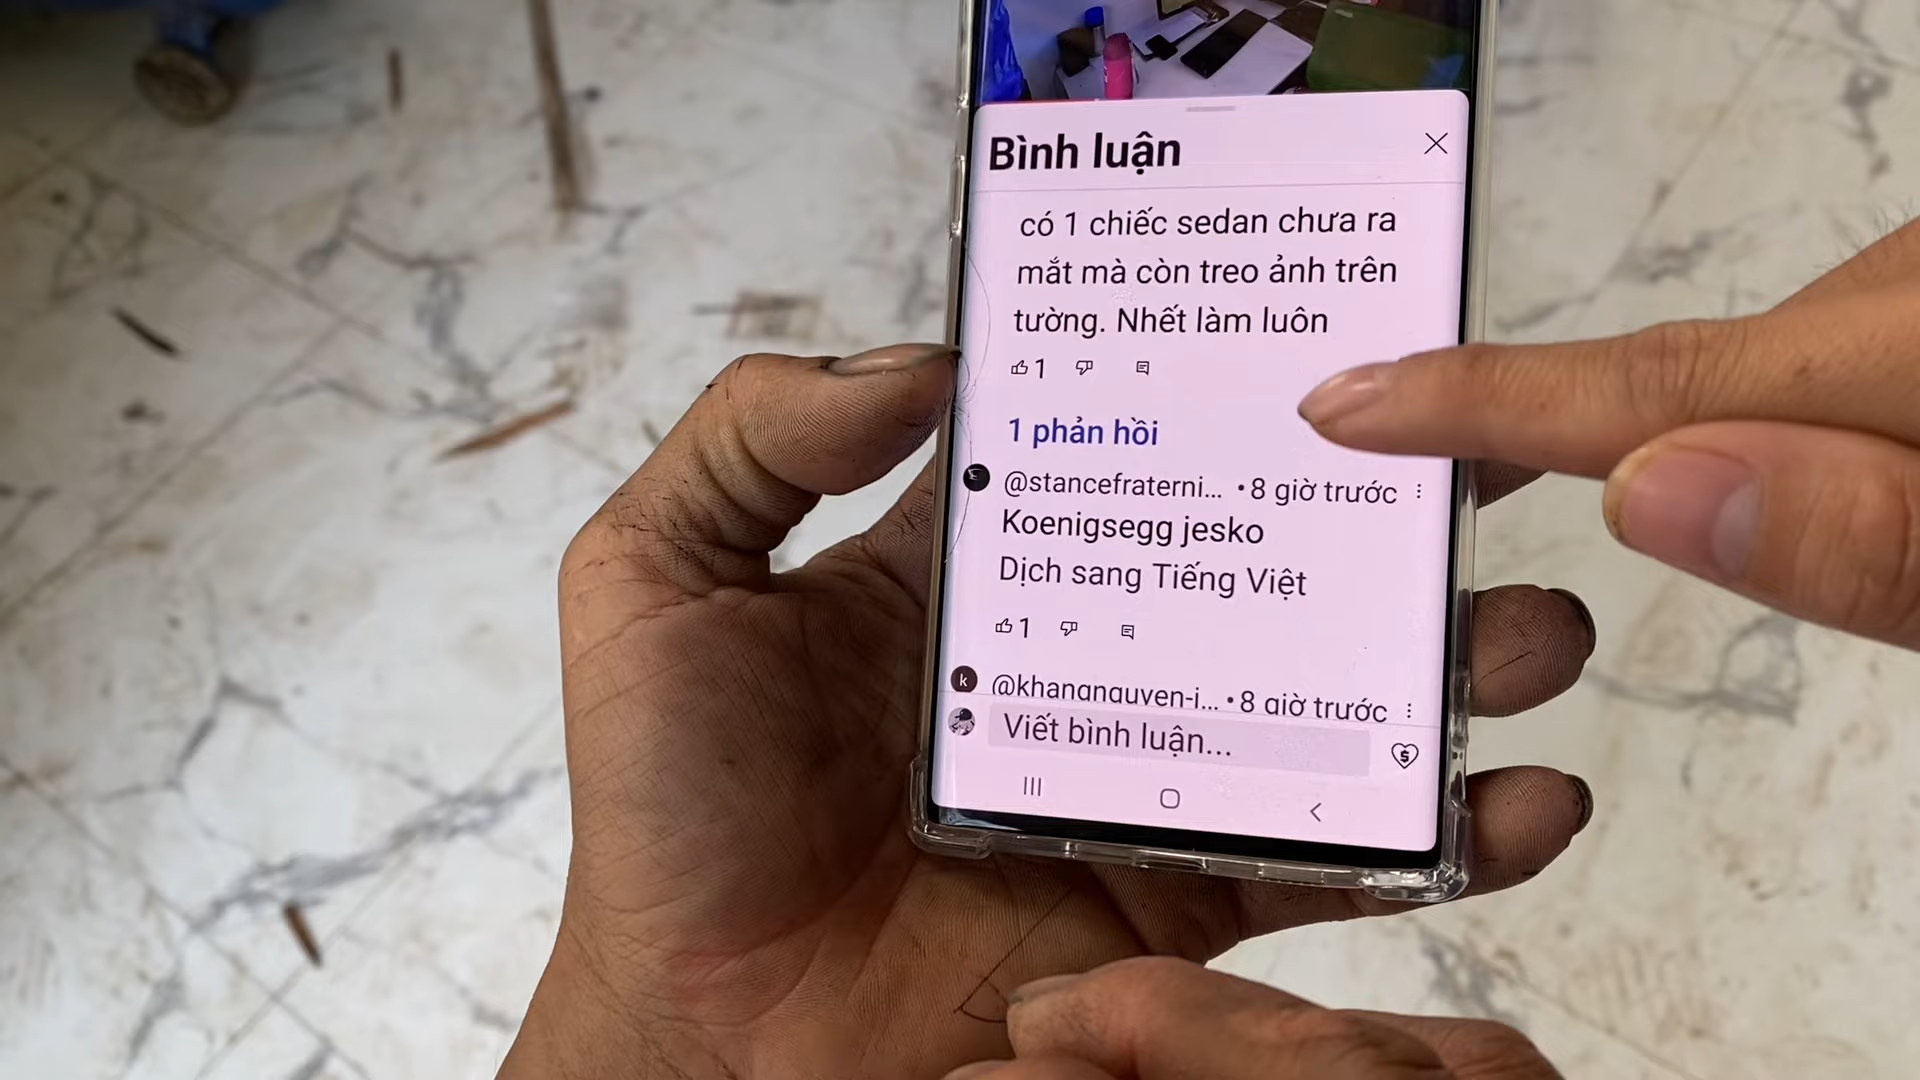 Bình luận
có 1 chiếc sedan chưa ra
mắt mà còn treo ảnh trên
tường. Nhết làm luôn
1
1 phản hồi
@stancefraterni... • 8 giờ trước
Koenigsegg jesko
Dịch sang Tiếng Việt
1
k
@khangnguyen-i... • 8 giờ trước
Viết bình luận...